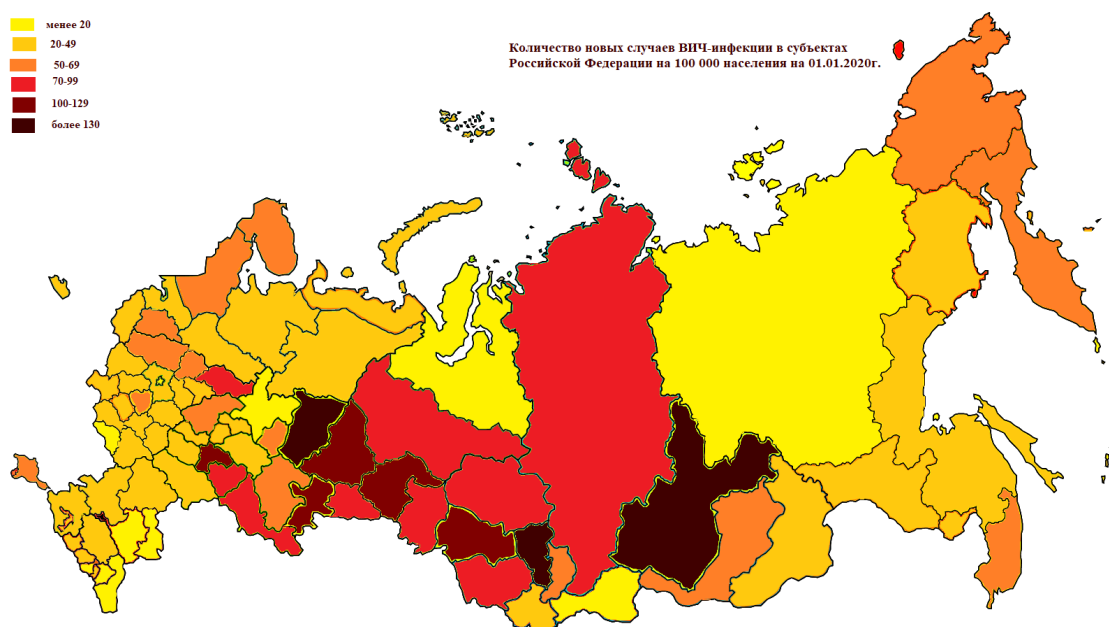 менее 20
20-49
50-69
70-99
100-129
более 130
Количество новых случаев ВИЧ-инфекции в субъектах
Российской Федерации на 100 000 населения на 01.01.2020г.